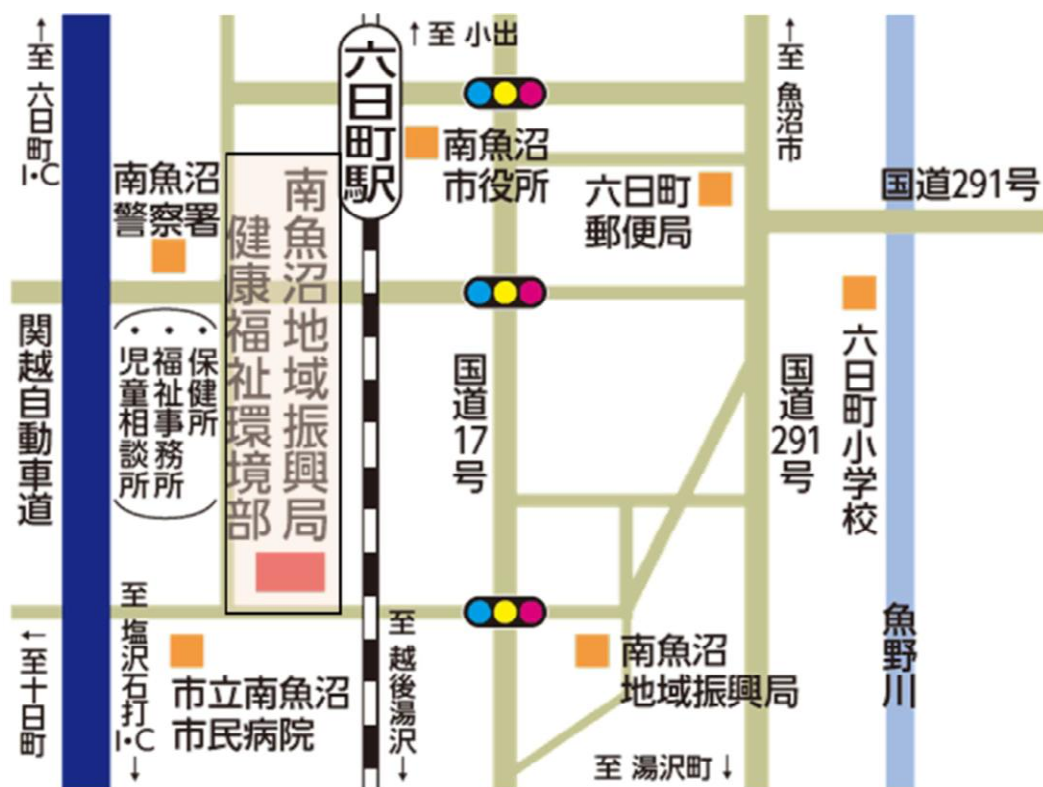 ↑至 六日町I・C
六日町駅
↑至 小出
↑至 魚沼市
南魚沼
市役所
南魚沼
警察署
六日町
郵便局
国道291号
南魚沼地域振興局
健康福祉環境部
(・保健所
・福祉事務所
・児童相談所)
関越自動車道
国道17号
国道291号
六日町小学校
魚野川
←至十日町
至 塩沢石打I・C↓
市立南魚沼
市民病院
至 越後湯沢↓
南魚沼
地域振興局
至 湯沢町↓